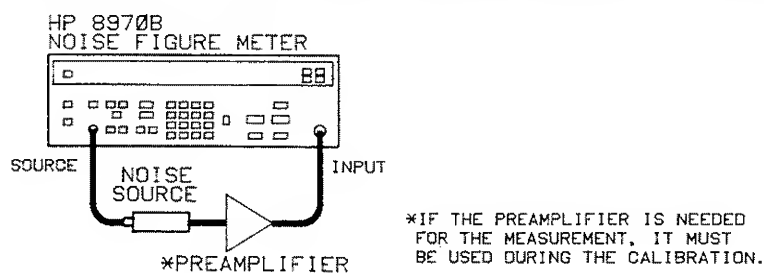 HP 8970B
NOISE FIGURE METER
SOURCE
INPUT
NOISE
SOURCE
*PREAMPLIFIER
*IF THE PREAMPLIFIER IS NEEDED
FOR THE MEASUREMENT, IT MUST
BE USED DURING THE CALIBRATION.